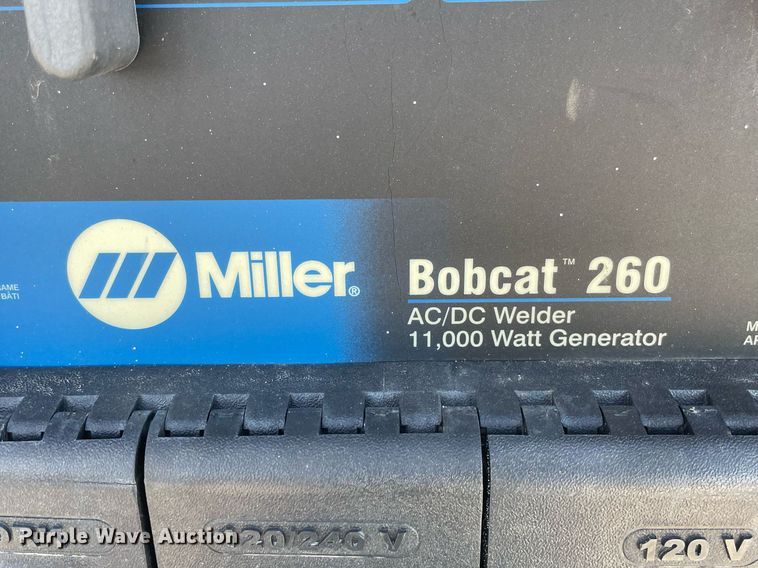 Miller®
Bobcat™ 260
AC/DC Welder
11,000 Watt Generator
120/240 V
120 V
Purple Wave Auction®